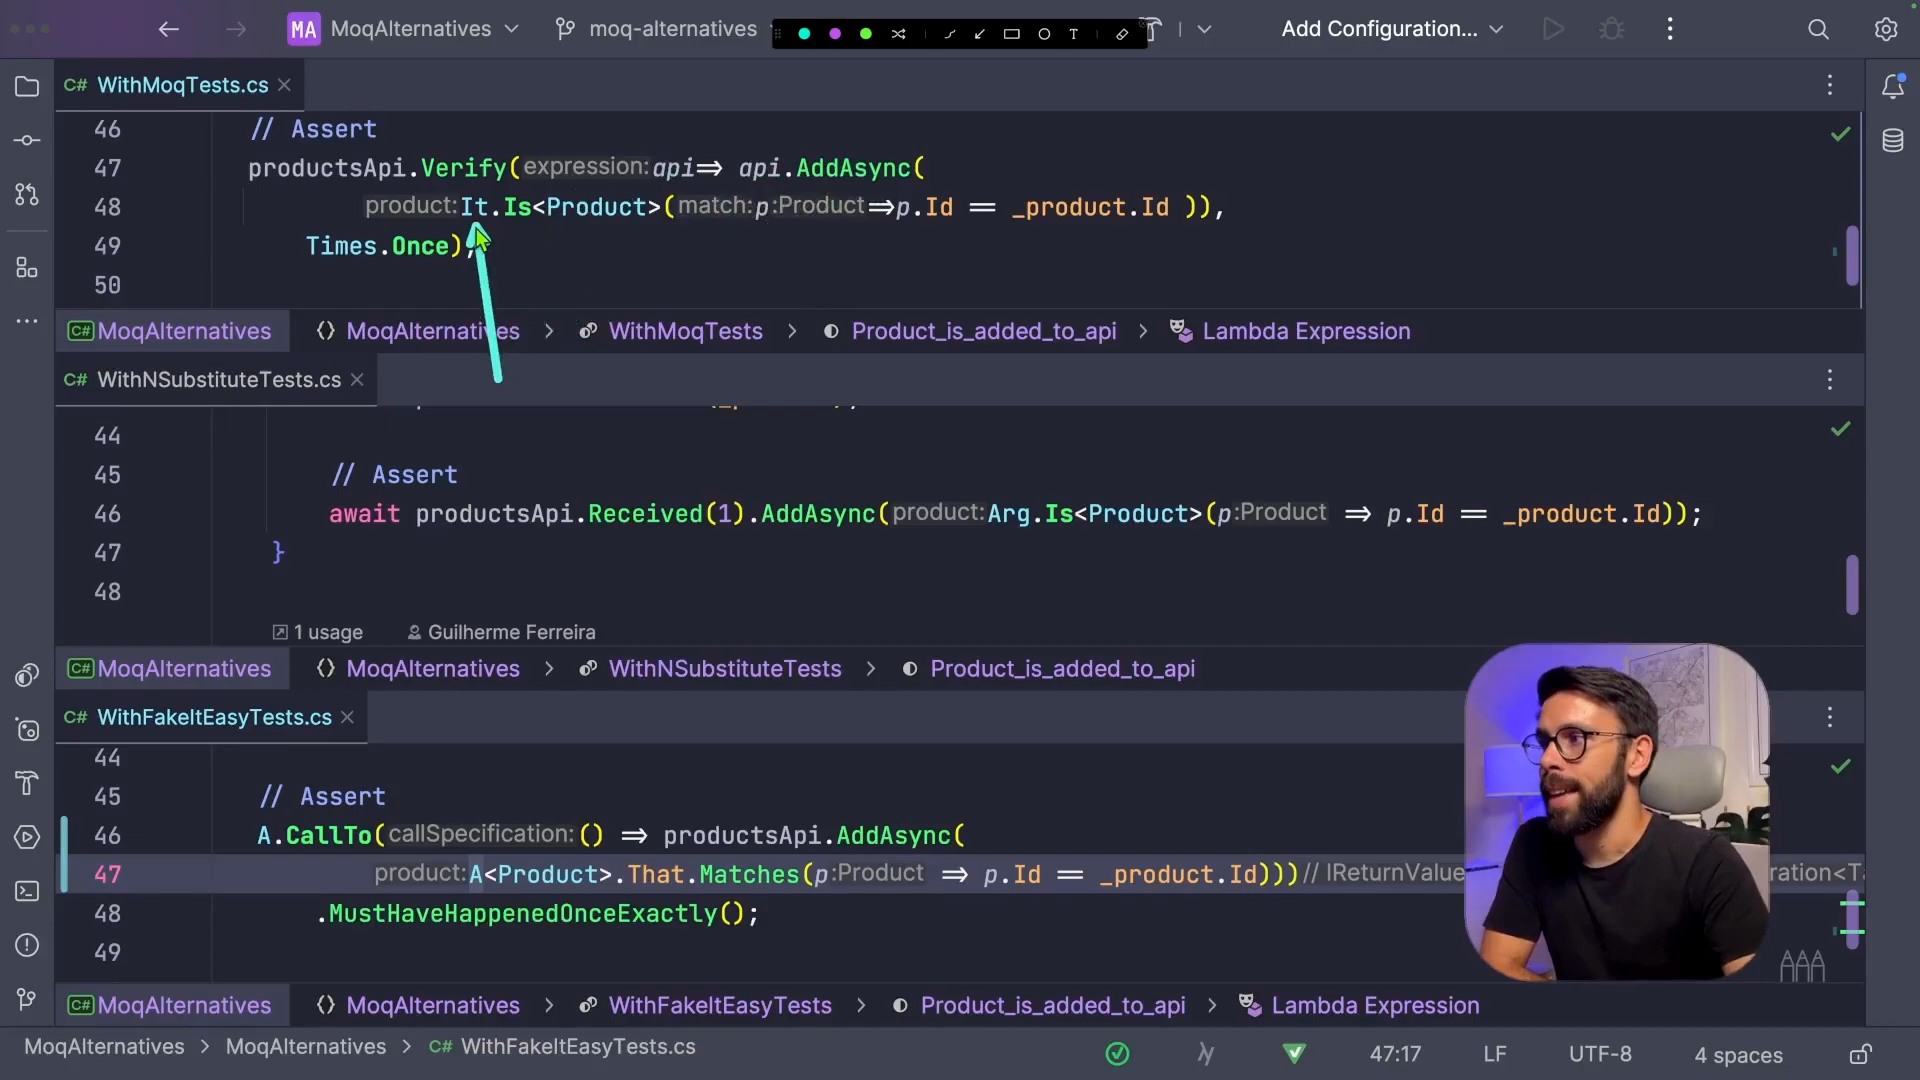 MA MoqAlternatives moq-alternatives T Add Configuration...
C# WithMoqTests.cs
46 // Assert
47 productsApi.Verify(expression: api⇒ api.AddAsync(
48 product: It.Is<Product>(match: p :Product ⇒p.Id == _product.Id )),
49 Times.Once);
50
C# MoqAlternatives {} MoqAlternatives > WithMoqTests > Product_is_added_to_api > Lambda Expression
C# WithNSubstituteTests.cs
44
45 // Assert
46 await productsApi.Received(1).AddAsync(product: Arg.Is<Product>(p :Product ⇒ p.Id == _product.Id));
47 }
48
1 usage Guilherme Ferreira
C# MoqAlternatives {} MoqAlternatives > WithNSubstituteTests > Product_is_added_to_api
C# WithFakeItEasyTests.cs
44
45 // Assert
46 A.CallTo(callSpecification: () ⇒ productsApi.AddAsync(
47 product: A<Product>.That.Matches(p :Product ⇒ p.Id == _product.Id))) // IReturnValue
48 .MustHaveHappenedOnceExactly();
49
C# MoqAlternatives {} MoqAlternatives > WithFakeItEasyTests > Product_is_added_to_api > Lambda Expression
MoqAlternatives > MoqAlternatives > C# WithFakeItEasyTests.cs 47:17 LF UTF-8 4 spaces